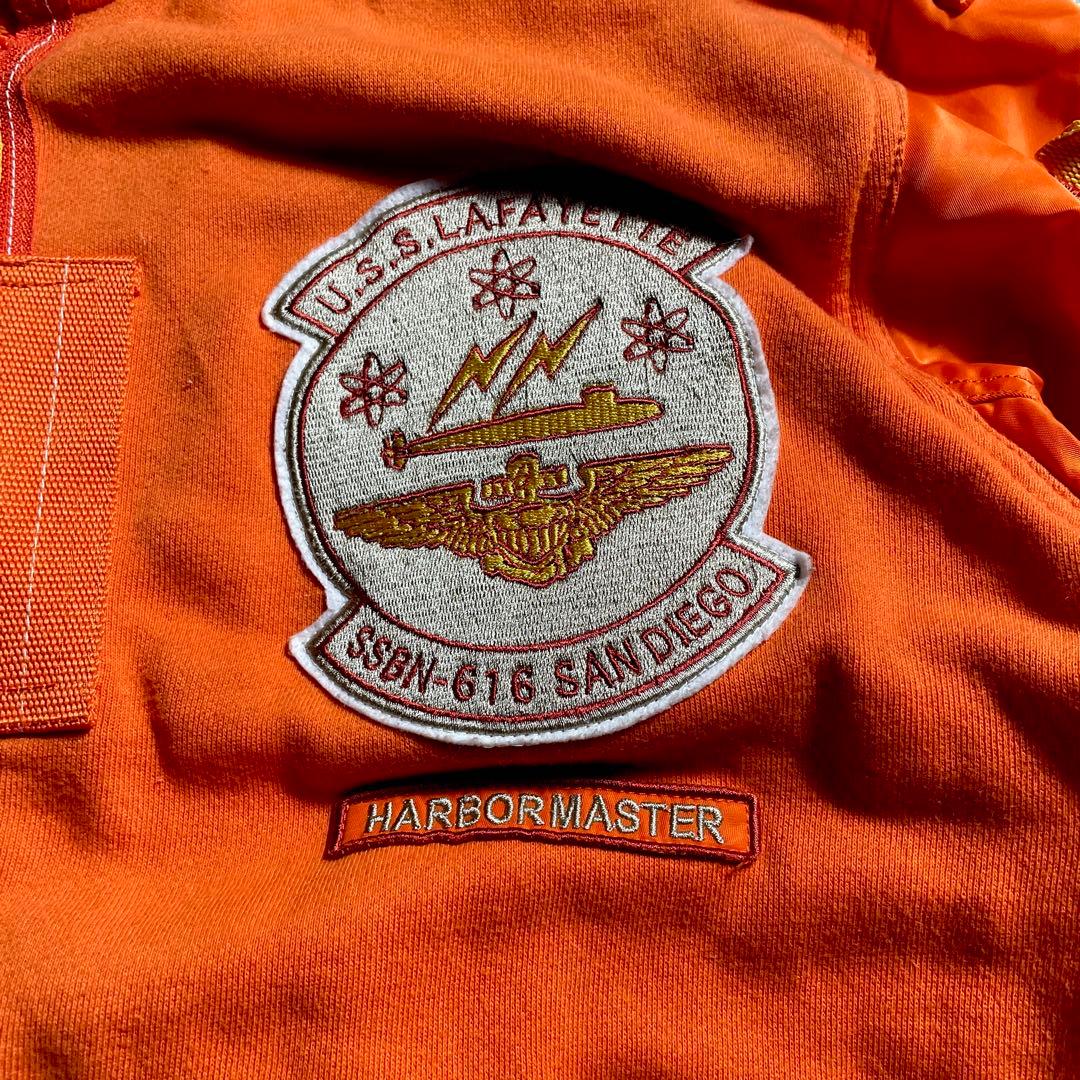 U.S.S. LAFAYETTE
SSBN-616 SAN DIEGO
HARBORMASTER